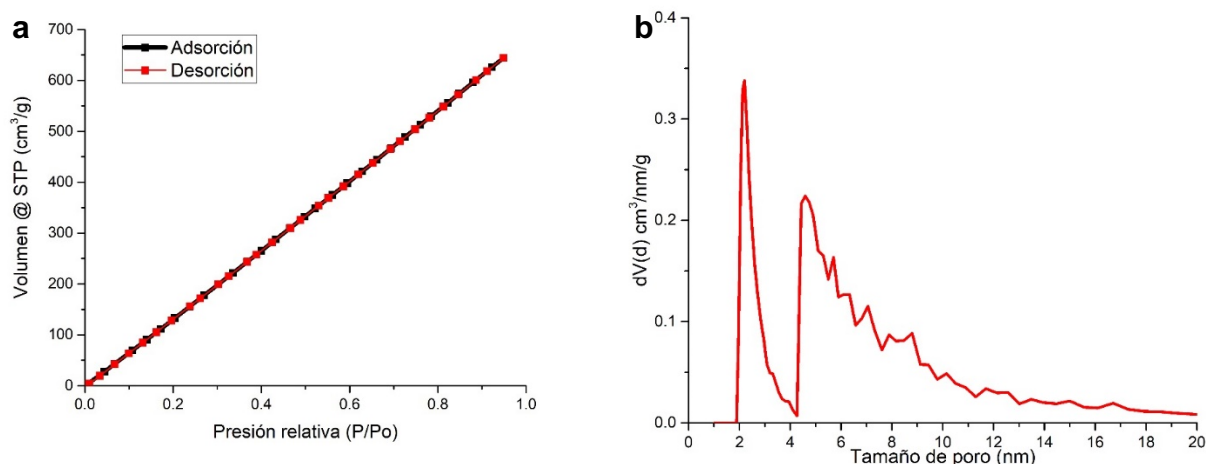 a
Adsorción
Desorción
Volumen @ STP (cm³/g)
0
100
200
300
400
500
600
700
0.0 0.2 0.4 0.6 0.8 1.0
Presión relativa (P/Po)
b
dV(d) cm³/nm/g
0.0
0.1
0.2
0.3
0.4
0 2 4 6 8 10 12 14 16 18 20
Tamaño de poro (nm)